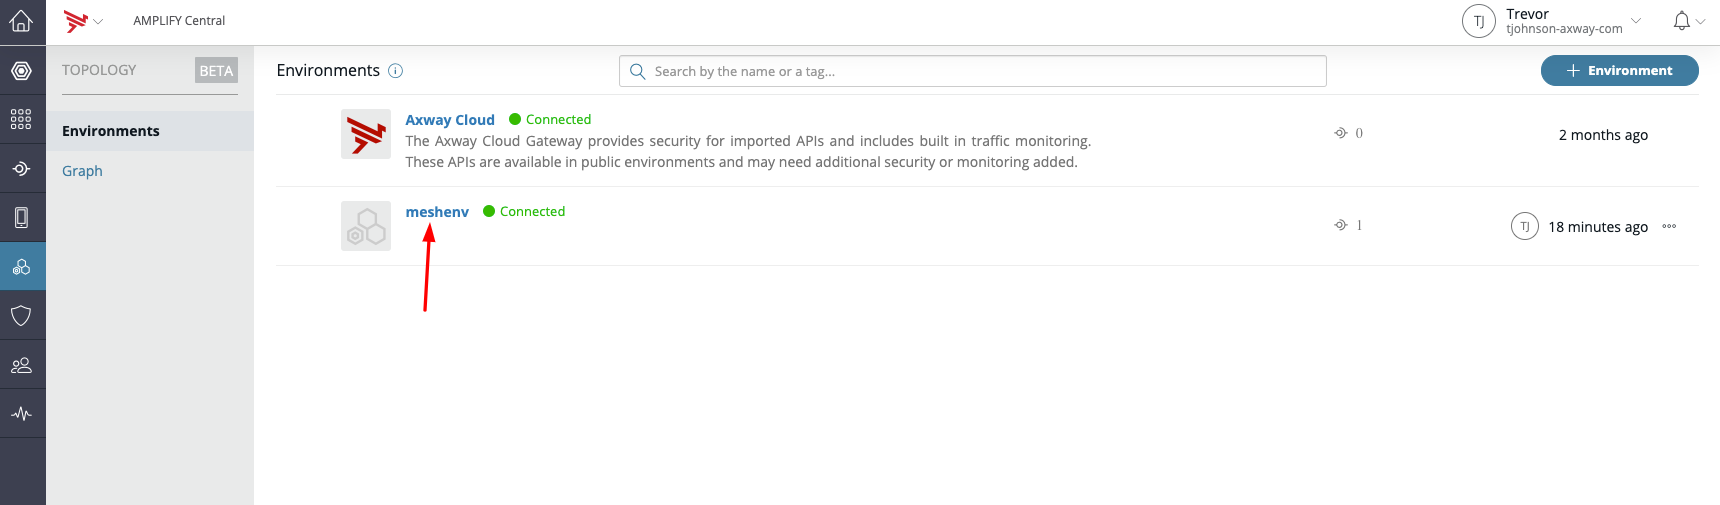 AMPLIFY Central
TJ
Trevor
tjohnson-axway-com
TOPOLOGY BETA
Environments
Graph
Environments
Search by the name or a tag...
+ Environment
Axway Cloud Connected
The Axway Cloud Gateway provides security for imported APIs and includes built in traffic monitoring.
These APIs are available in public environments and may need additional security or monitoring added.
0
2 months ago
meshenv Connected
1
TJ
18 minutes ago